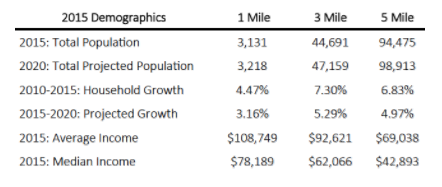 2015 Demographics 1 Mile 3 Mile 5 Mile
2015: Total Population 3,131 44,691 94,475
2020: Total Projected Population 3,218 47,159 98,913
2010-2015: Household Growth 4.47% 7.30% 6.83%
2015-2020: Projected Growth 3.16% 5.29% 4.97%
2015: Average Income $108,749 $92,621 $69,038
2015: Median Income $78,189 $62,066 $42,893